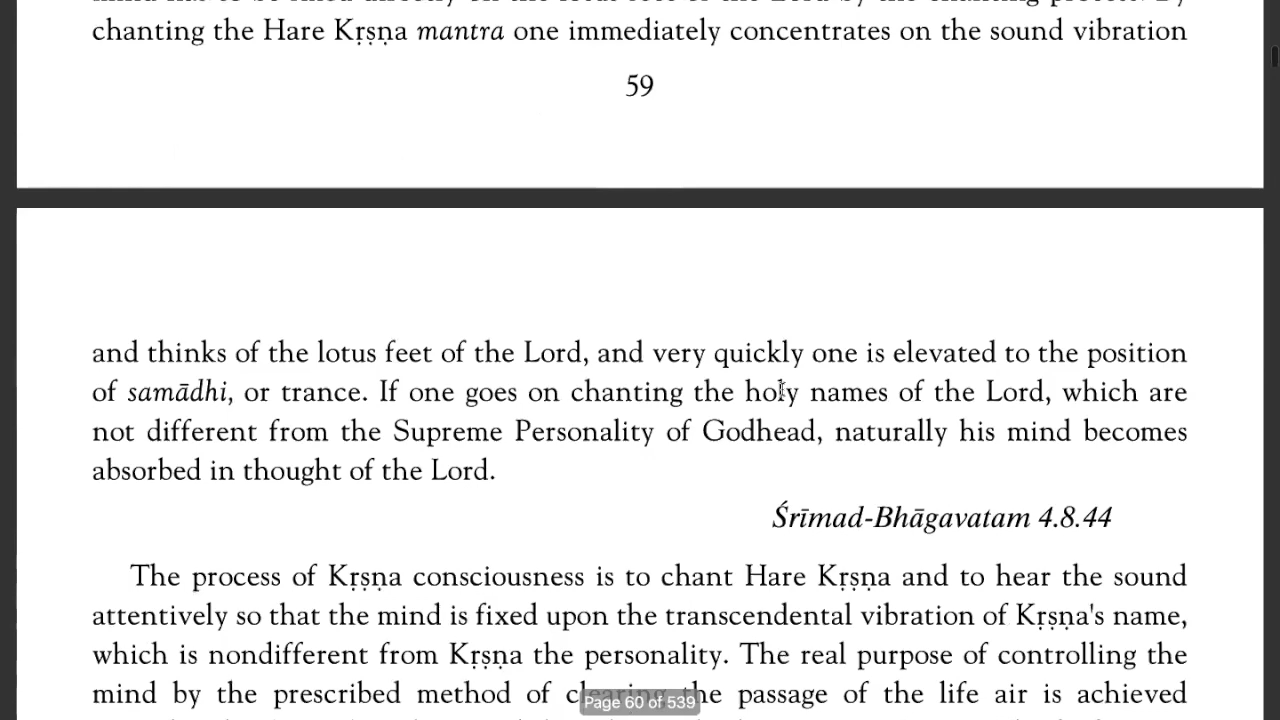 chanting the Hare Kṛṣṇa mantra one immediately concentrates on the sound vibration
59
and thinks of the lotus feet of the Lord, and very quickly one is elevated to the position
of samādhi, or trance. If one goes on chanting the holy names of the Lord, which are
not different from the Supreme Personality of Godhead, naturally his mind becomes
absorbed in thought of the Lord.
Śrīmad-Bhāgavatam 4.8.44
The process of Kṛṣṇa consciousness is to chant Hare Kṛṣṇa and to hear the sound
attentively so that the mind is fixed upon the transcendental vibration of Kṛṣṇa's name,
which is nondifferent from Kṛṣṇa the personality. The real purpose of controlling the
mind by the prescribed method of clearing the passage of the life air is achieved
Page 60 of 539